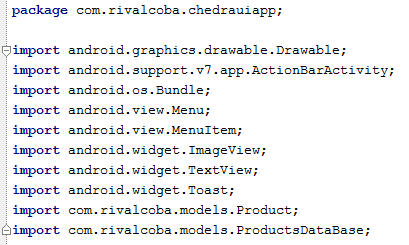 package com.rivalcoba.chedrauiapp;
import android.graphics.drawable.Drawable;
import android.support.v7.app.ActionBarActivity;
import android.os.Bundle;
import android.view.Menu;
import android.view.MenuItem;
import android.widget.ImageView;
import android.widget.TextView;
import android.widget.Toast;
import com.rivalcoba.models.Product;
import com.rivalcoba.models.ProductsDataBase;